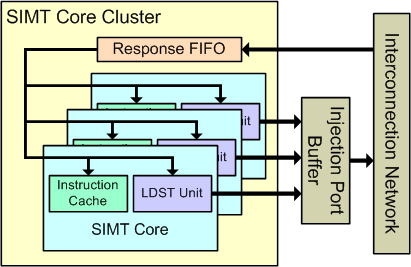 SIMT Core Cluster
Response FIFO
Instruction
Cache
LDST Unit
SIMT Core
Injection Port
Buffer
Interconnection Network